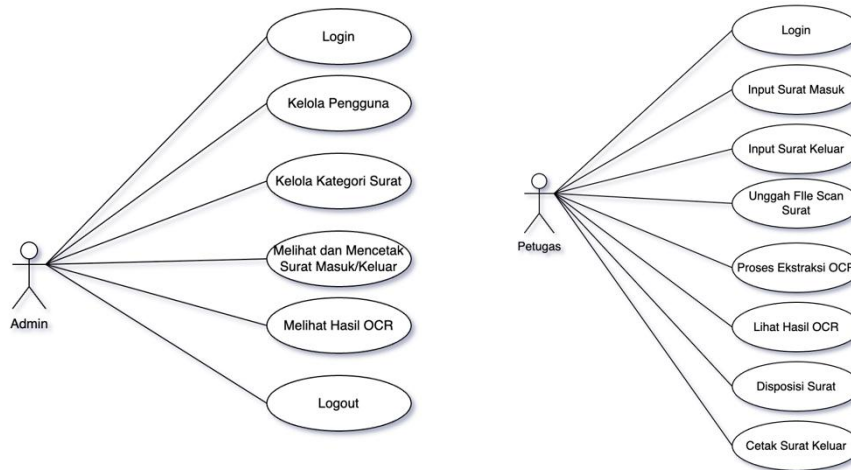 Login
Kelola Pengguna
Kelola Kategori Surat
Melihat dan Mencetak
Surat Masuk/Keluar
Melihat Hasil OCR
Logout
Admin
Login
Input Surat Masuk
Input Surat Keluar
Unggah FIle Scan
Surat
Proses Ekstraksi OCR
Lihat Hasil OCR
Disposisi Surat
Cetak Surat Keluar
Petugas